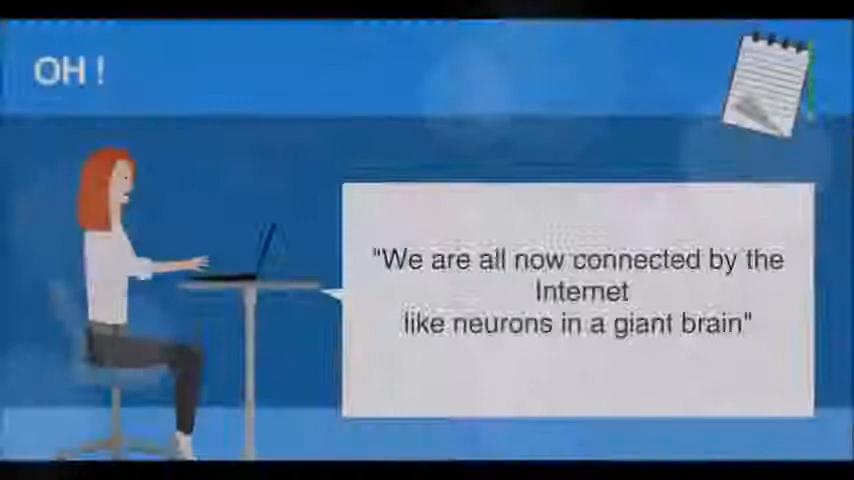 OH !
"We are all now connected by the
Internet
like neurons in a giant brain"